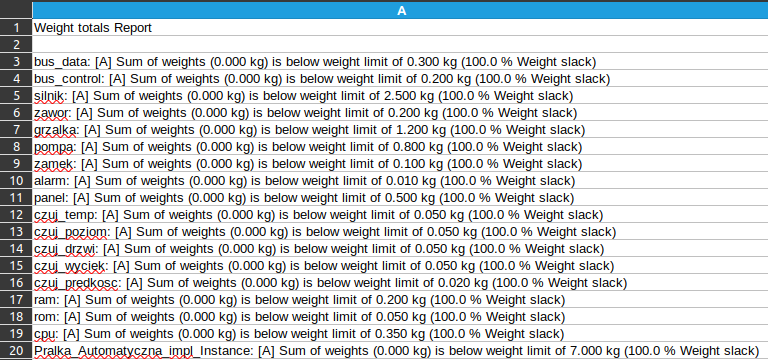 A
1 Weight totals Report
2
3 bus_data: [A] Sum of weights (0.000 kg) is below weight limit of 0.300 kg (100.0 % Weight slack)
4 bus_control: [A] Sum of weights (0.000 kg) is below weight limit of 0.200 kg (100.0 % Weight slack)
5 silnik: [A] Sum of weights (0.000 kg) is below weight limit of 2.500 kg (100.0 % Weight slack)
6 zawor: [A] Sum of weights (0.000 kg) is below weight limit of 0.200 kg (100.0 % Weight slack)
7 grzalka: [A] Sum of weights (0.000 kg) is below weight limit of 1.200 kg (100.0 % Weight slack)
8 pompa: [A] Sum of weights (0.000 kg) is below weight limit of 0.800 kg (100.0 % Weight slack)
9 zamek: [A] Sum of weights (0.000 kg) is below weight limit of 0.100 kg (100.0 % Weight slack)
10 alarm: [A] Sum of weights (0.000 kg) is below weight limit of 0.010 kg (100.0 % Weight slack)
11 panel: [A] Sum of weights (0.000 kg) is below weight limit of 0.500 kg (100.0 % Weight slack)
12 czuj_temp: [A] Sum of weights (0.000 kg) is below weight limit of 0.050 kg (100.0 % Weight slack)
13 czuj_poziom: [A] Sum of weights (0.000 kg) is below weight limit of 0.050 kg (100.0 % Weight slack)
14 czuj_drzwi: [A] Sum of weights (0.000 kg) is below weight limit of 0.050 kg (100.0 % Weight slack)
15 czuj_wyciek: [A] Sum of weights (0.000 kg) is below weight limit of 0.050 kg (100.0 % Weight slack)
16 czuj_predkosc: [A] Sum of weights (0.000 kg) is below weight limit of 0.020 kg (100.0 % Weight slack)
17 ram: [A] Sum of weights (0.000 kg) is below weight limit of 0.200 kg (100.0 % Weight slack)
18 rom: [A] Sum of weights (0.000 kg) is below weight limit of 0.050 kg (100.0 % Weight slack)
19 cpu: [A] Sum of weights (0.000 kg) is below weight limit of 0.350 kg (100.0 % Weight slack)
20 Pralka_Automatyczna_impl_Instance: [A] Sum of weights (0.000 kg) is below weight limit of 7.000 kg (100.0 % Weight slack)